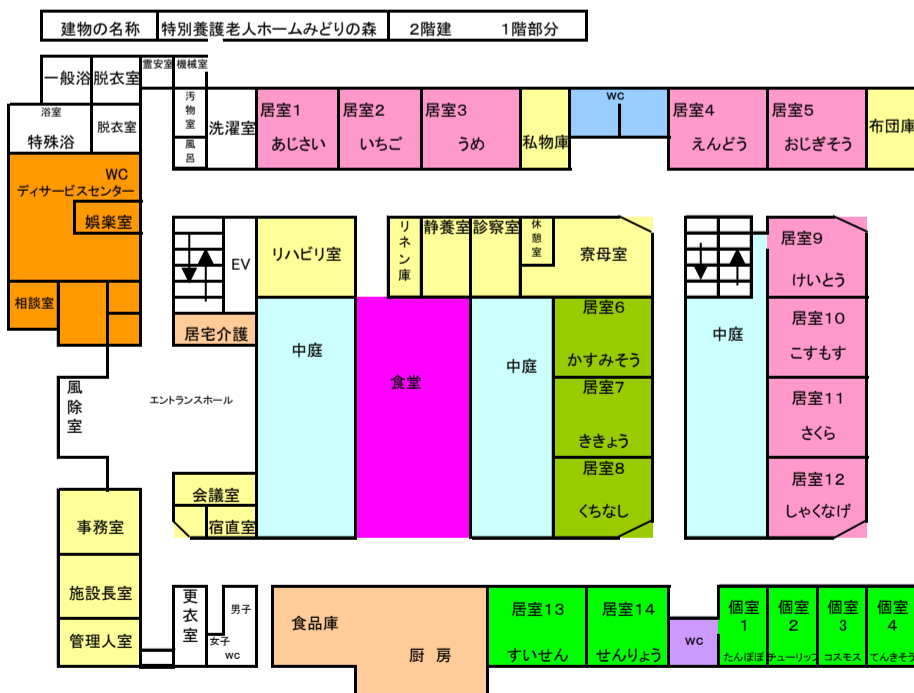 建物の名称 特別養護老人ホームみどりの森 2階建 1階部分
一般浴 脱衣室 霊安室 機械室
浴室
特殊浴 脱衣室
汚物室
風呂
洗濯室
居室1
あじさい
居室2
いちご
居室3
うめ
私物庫
WC
居室4
えんどう
居室5
おじぎそう
布団庫
WC
ディサービスセンター
娯楽室
相談室
EV
リハビリ室
リネン庫
静養室
診察室
休憩室
寮母室
居宅介護
中庭
食堂
中庭
居室6
かすみそう
居室7
ききょう
居室8
くちなし
中庭
居室9
けいとう
居室10
こすもす
居室11
さくら
居室12
しゃくなげ
風除室
エントランスホール
会議室
宿直室
事務室
施設長室
管理人室
更衣室
男子
女子
WC
食品庫
厨 房
居室13
すいせん
居室14
せんりょう
WC
個室
1
たんぽぽ
個室
2
チューリップ
個室
3
コスモス
個室
4
てんきそう